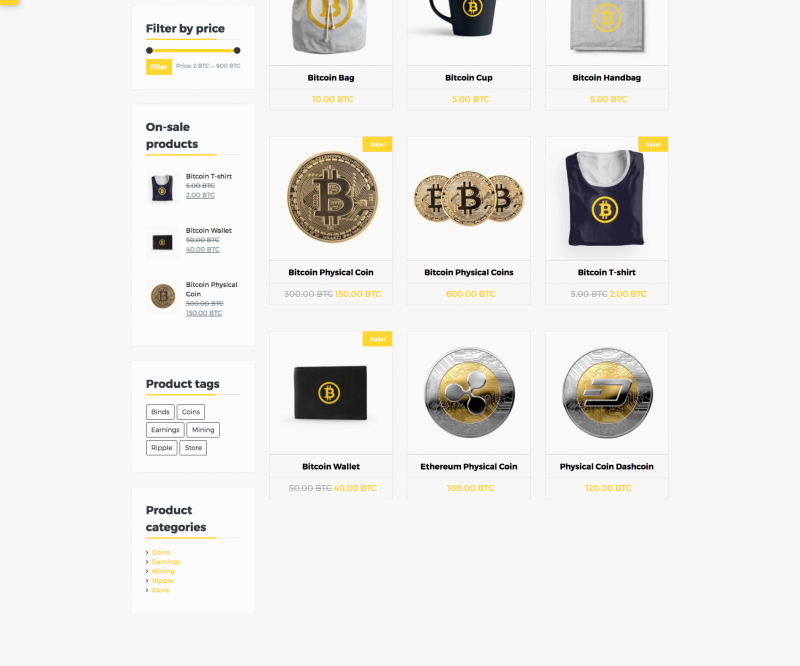 Filter by price
Filter
Price: 2 BTC — 600 BTC
On-sale
products
Bitcoin T-shirt
5.00 BTC
2.00 BTC
Bitcoin Wallet
50.00 BTC
40.00 BTC
Bitcoin Physical
Coin
300.00 BTC
150.00 BTC
Product tags
Binds Coins
Earnings Mining
Ripple Store
Product
categories
Coins
Earnings
Mining
Ripple
Store
Bitcoin Bag
10.00 BTC
Bitcoin Cup
5.00 BTC
Bitcoin Handbag
5.00 BTC
Sale!
Bitcoin Physical Coin
300.00 BTC 150.00 BTC
Bitcoin Physical Coins
600.00 BTC
Sale!
Bitcoin T-shirt
5.00 BTC 2.00 BTC
Sale!
Bitcoin Wallet
50.00 BTC 40.00 BTC
Ethereum Physical Coin
100.00 BTC
Physical Coin Dashcoin
120.00 BTC